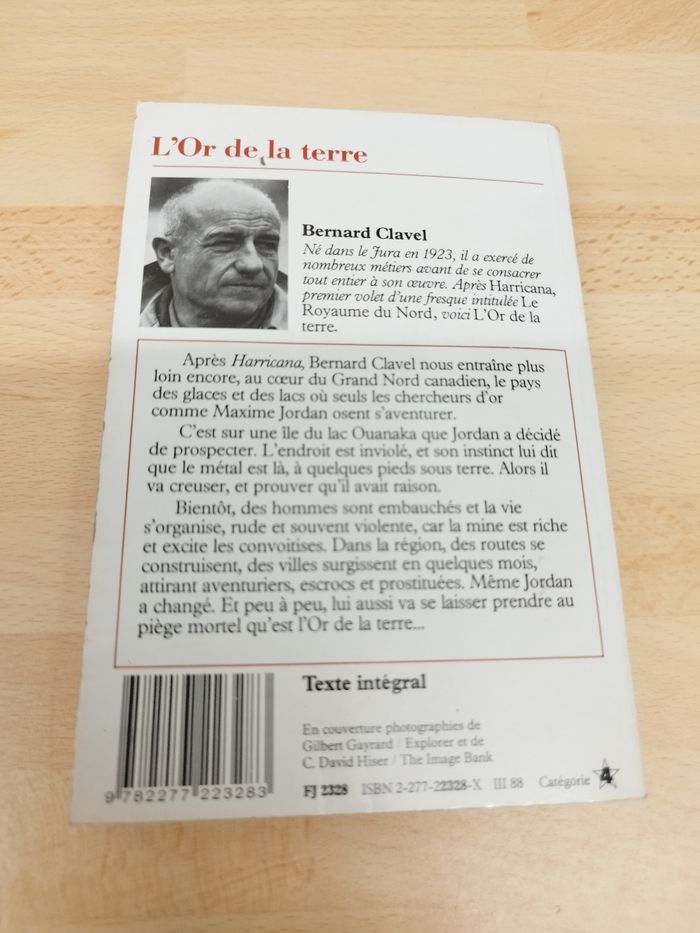 L'Or de la terre
Bernard Clavel
Né dans le Jura en 1923, il a exercé de
nombreux métiers avant de se consacrer
tout entier à son œuvre. Après Harricana,
premier volet d'une fresque intitulée Le
Royaume du Nord, voici L'Or de la
terre.
Après Harricana, Bernard Clavel nous entraîne plus
loin encore, au cœur du Grand Nord canadien, le pays
des glaces et des lacs où seuls les chercheurs d'or
comme Maxime Jordan osent s'aventurer.
C'est sur une île du lac Ouanaka que Jordan a décidé
de prospecter. L'endroit est inviolé, et son instinct lui dit
que le métal est là, à quelques pieds sous terre. Alors il
va creuser, et prouver qu'il avait raison.
Bientôt, des hommes sont embauchés et la vie
s'organise, rude et souvent violente, car la mine est riche
et excite les convoitises. Dans la région, des routes se
construisent, des villes surgissent en quelques mois,
attirant aventuriers, escrocs et prostituées. Même Jordan
a changé. Et peu à peu, lui aussi va se laisser prendre au
piège mortel qu'est l'Or de la terre...
Texte intégral
En couverture photographies de
Gilbert Gayrard / Explorer et de
C. David Hiser / The Image Bank
FJ 2328 ISBN 2-277-22328-X III 88 Catégorie 4
9 782277 223283